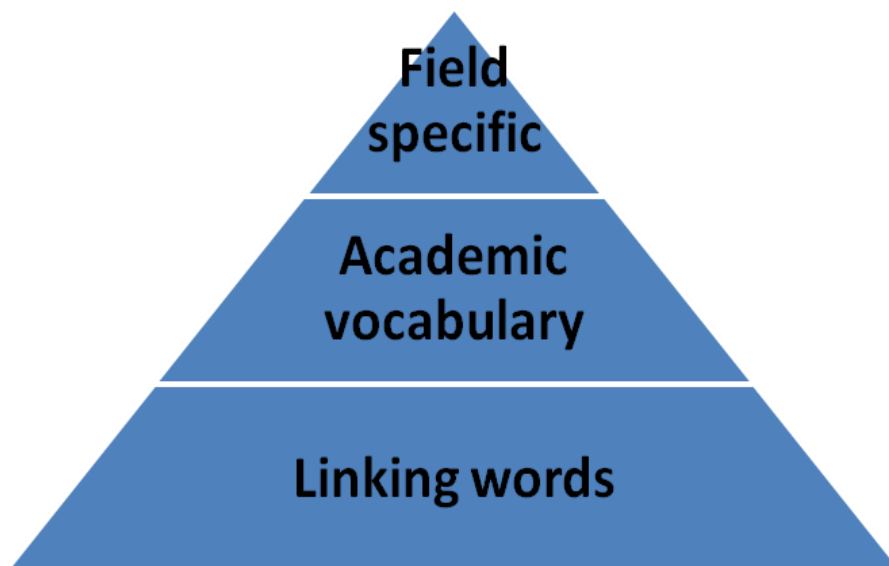 Field
specific
Academic
vocabulary
Linking words